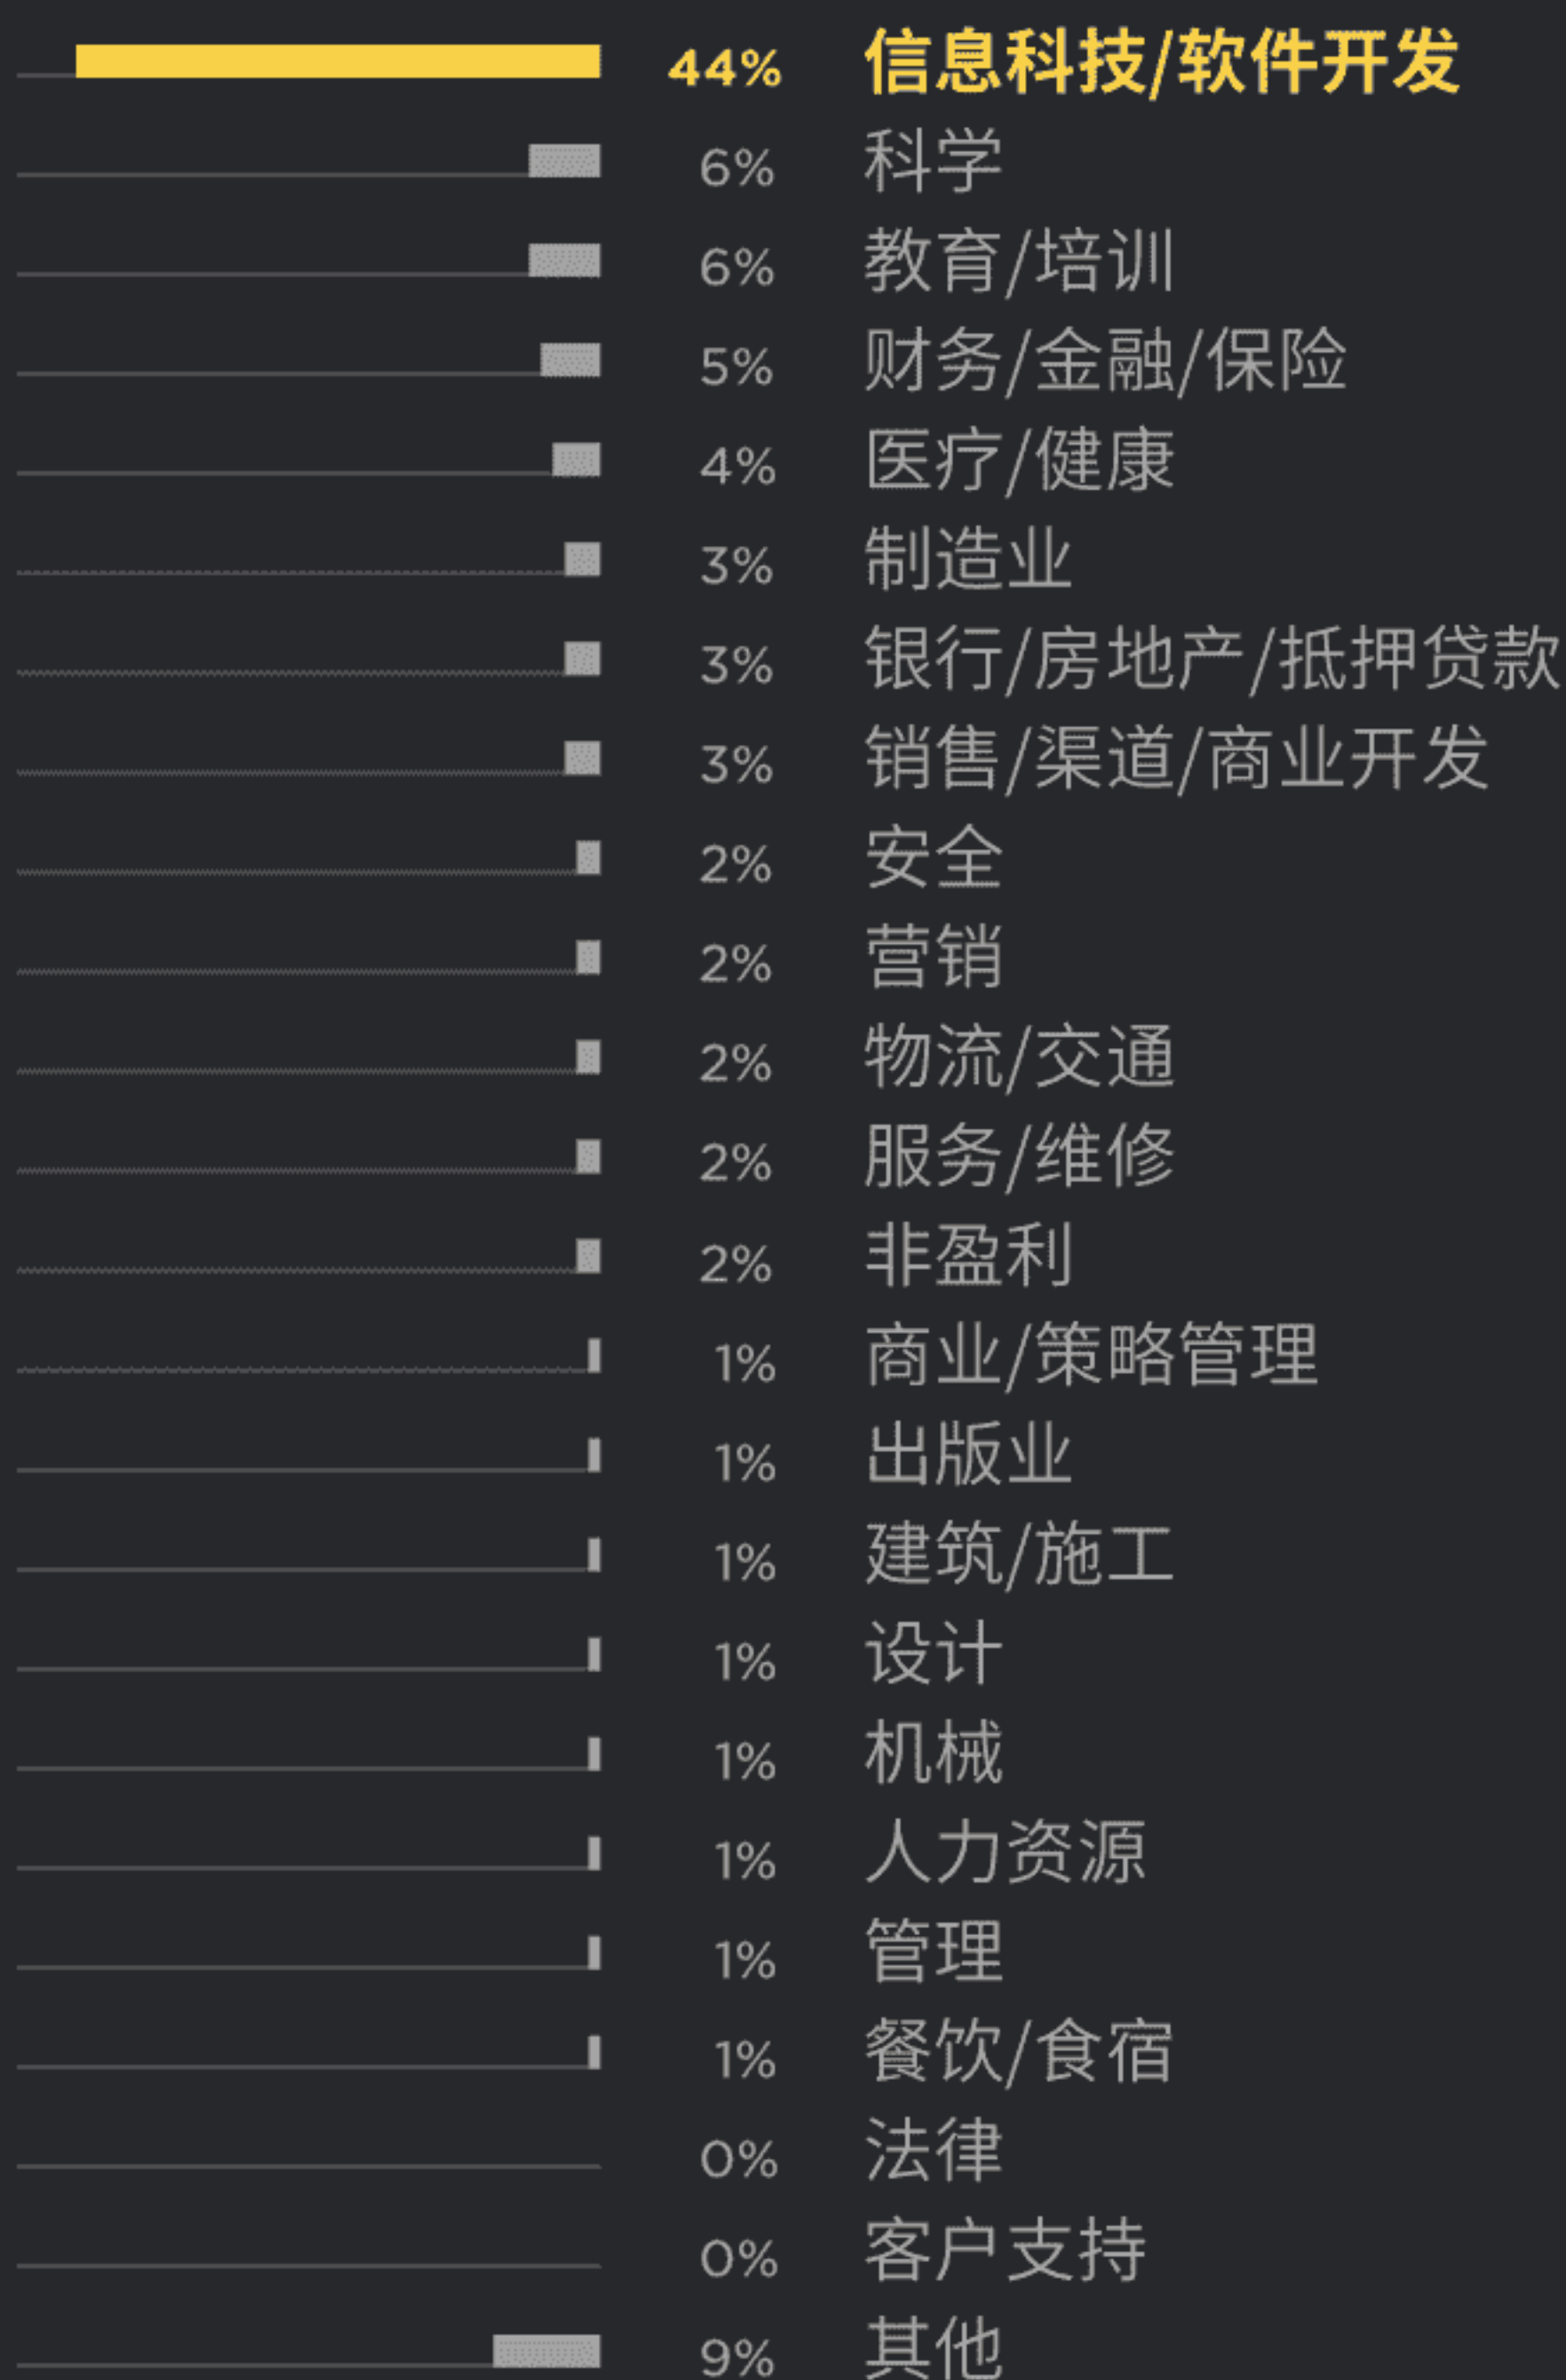 44% 信息科技/软件开发
6% 科学
6% 教育/培训
5% 财务/金融/保险
4% 医疗/健康
3% 制造业
3% 银行/房地产/抵押贷款
3% 销售/渠道/商业开发
2% 安全
2% 营销
2% 物流/交通
2% 服务/维修
2% 非盈利
1% 商业/策略管理
1% 出版业
1% 建筑/施工
1% 设计
1% 机械
1% 人力资源
1% 管理
1% 餐饮/食宿
0% 法律
0% 客户支持
9% 其他